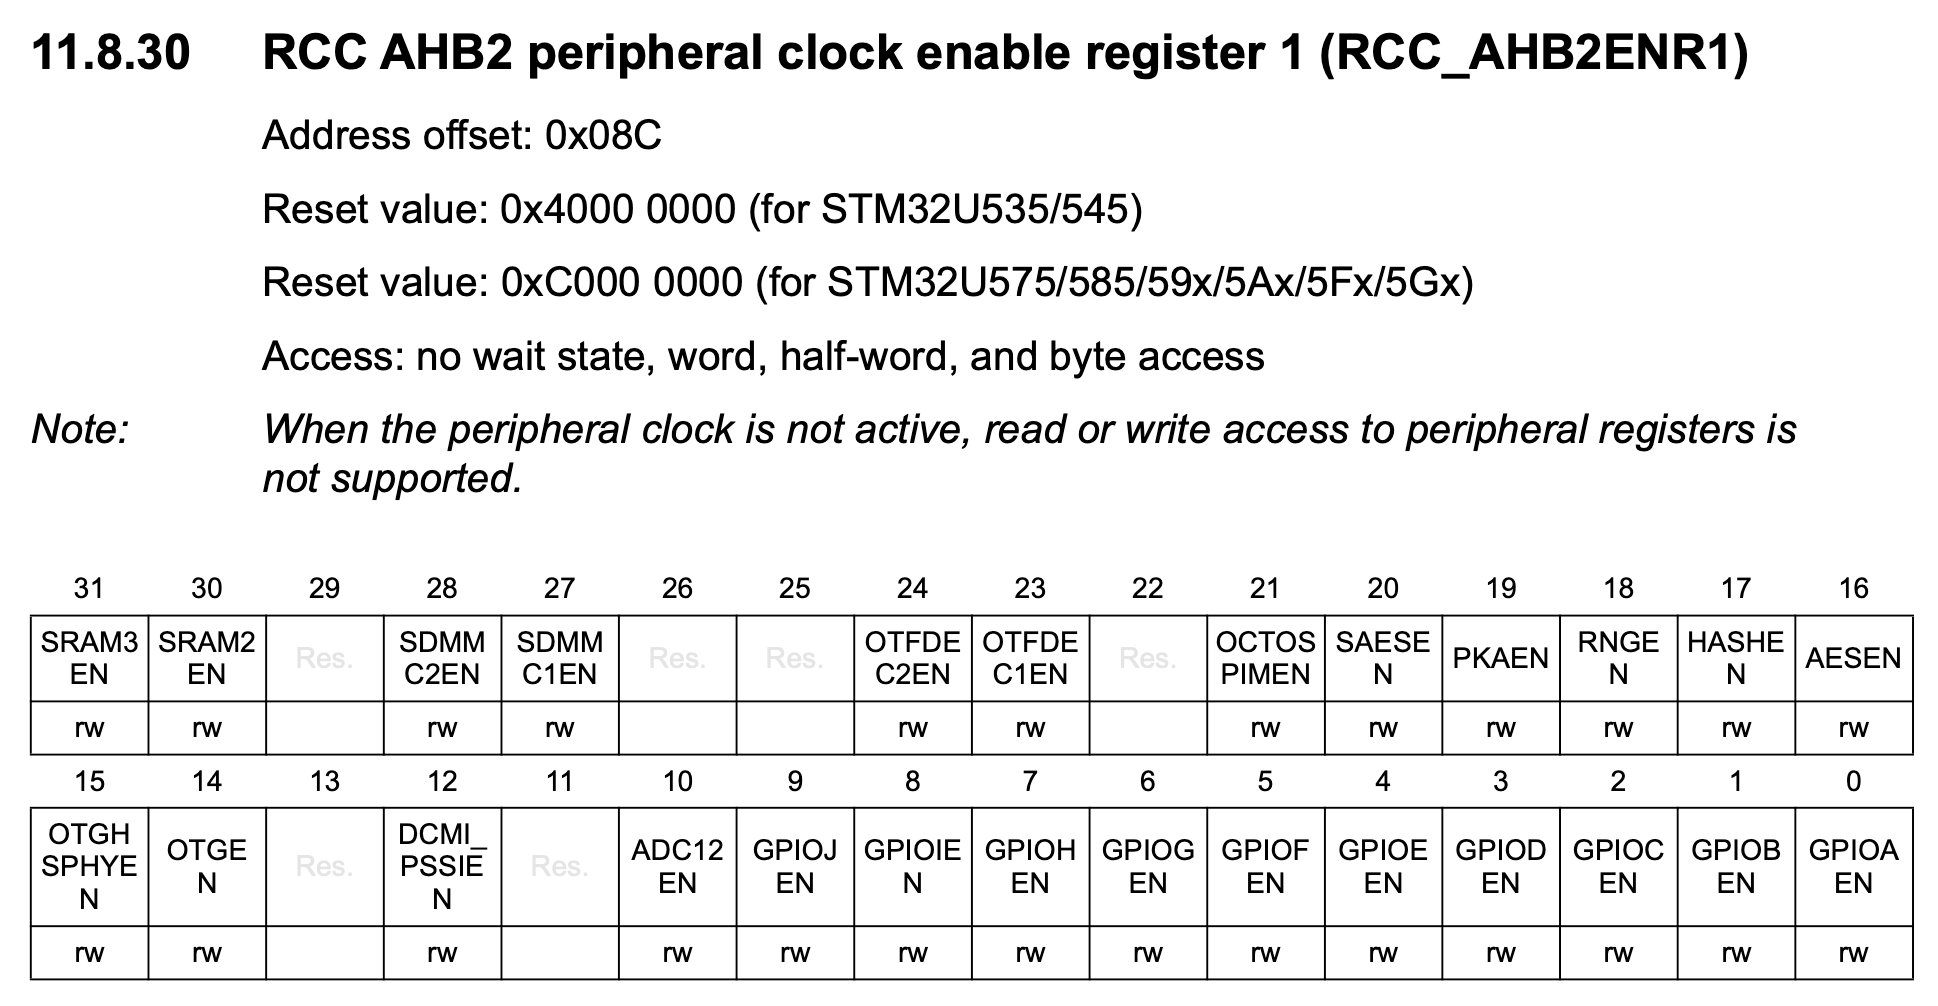 11.8.30 RCC AHB2 peripheral clock enable register 1 (RCC_AHB2ENR1)
Address offset: 0x08C
Reset value: 0x4000 0000 (for STM32U535/545)
Reset value: 0xC000 0000 (for STM32U575/585/59x/5Ax/5Fx/5Gx)
Access: no wait state, word, half-word, and byte access
Note: When the peripheral clock is not active, read or write access to peripheral registers is
not supported.
31 30 29 28 27 26 25 24 23 22 21 20 19 18 17 16
SRAM3 SRAM2 Res. SDMM SDMM Res. Res. OTFDE OTFDE Res. OCTOS SAESE PKAEN RNGE HASHE AESEN
EN EN C2EN C1EN C2EN C1EN PIMEN N N N
rw rw rw rw rw rw rw rw rw rw rw rw
15 14 13 12 11 10 9 8 7 6 5 4 3 2 1 0
OTGH SPHYE N OTGE N Res. DCMI_ PSSIE N Res. ADC12 EN GPIOJ EN GPIOIE N GPIOH EN GPIOG EN GPIOF EN GPIOE EN GPIOD EN GPIOC EN GPIOB EN GPIOA EN
rw rw rw rw rw rw rw rw rw rw rw rw rw rw